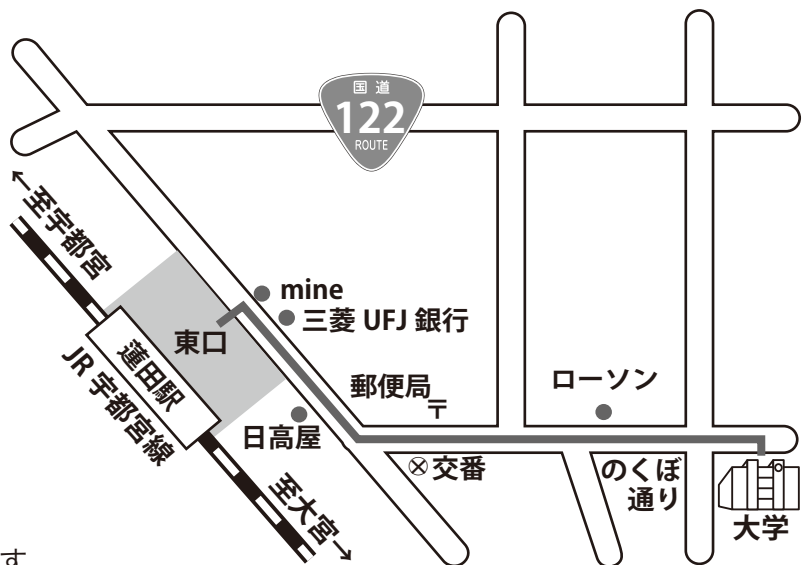 国道
122
ROUTE
←至宇都宮
mine
三菱 UFJ 銀行
東口
蓮田駅
JR 宇都宮線
郵便局
〒
ローソン
日高屋
交番
のくぼ
通り
大学
至大宮→
す